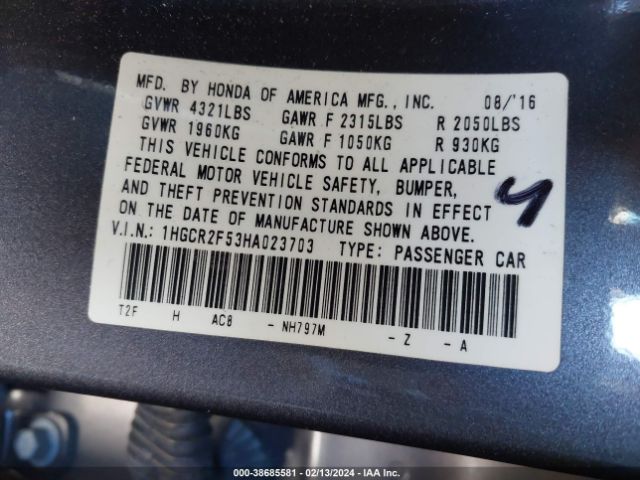 MFD. BY HONDA OF AMERICA MFG., INC. 08/'16
GVWR 4321LBS GAWR F 2315LBS R 2050LBS
GVWR 1960KG GAWR F 1050KG R 930KG
THIS VEHICLE CONFORMS TO ALL APPLICABLE
FEDERAL MOTOR VEHICLE SAFETY, BUMPER,
AND THEFT PREVENTION STANDARDS IN EFFECT
ON THE DATE OF MANUFACTURE SHOWN ABOVE.
V.I.N.: 1HGCR2F53HA023703 TYPE: PASSENGER CAR
T2F H AC8 - NH797M - Z - A
000-38685581 - 02/13/2024 - IAA Inc.